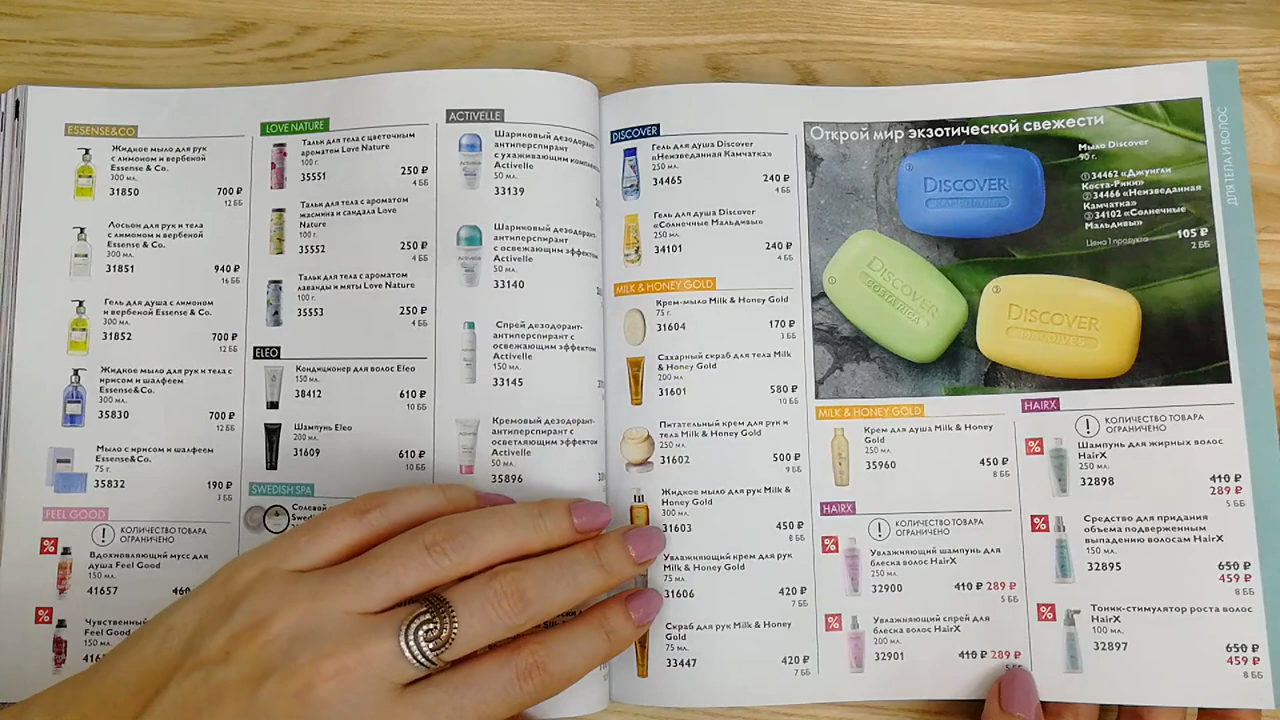 ESSENSE&CO
Жидкое мыло для рук
с лимоном и вербеной
Essense & Co.
300 мл.
31850 700 ₽
12 ББ
Лосьон для рук и тела
с лимоном и вербеной
Essense & Co.
300 мл.
31851 940 ₽
16 ББ
Гель для душа с лимоном
и вербеной Essense & Co.
300 мл.
31852 700 ₽
12 ББ
Жидкое мыло для рук и тела с
ирисом и шалфеем
Essense&Co.
300 мл.
35830 700 ₽
12 ББ
Мыло с ирисом и шалфеем
Essense&Co.
75 г.
35832 190 ₽
3 ББ
FEEL GOOD
КОЛИЧЕСТВО ТОВАРА
ОГРАНИЧЕНО
%
Вдохновляющий мусс для
душа Feel Good
150 мл.
41657
%
Чувственный
Feel Good
150 мл.
LOVE NATURE
Тальк для тела с цветочным
ароматом Love Nature
100 г.
35551 250 ₽
4 ББ
Тальк для тела с ароматом
жасмина и сандала Love
Nature
100 г.
35552 250 ₽
4 ББ
Тальк для тела с ароматом
лаванды и мяты Love Nature
100 г.
35553 250 ₽
4 ББ
ELEO
Кондиционер для волос Eleo
150 мл.
38412 610 ₽
10 ББ
Шампунь Eleo
200 мл.
31609 610 ₽
10 ББ
SWEDISH SPA
Солевой
ACTIVELLE
Шариковый дезодорант-
антиперспирант
с ухаживающим
Activelle
50 мл.
33139
Шариковый дезодорант-
антиперспирант
с освежающим эффектом
Activelle
50 мл.
33140
Спрей дезодорант-
антиперспирант с
освежающим эффектом
Activelle
150 мл.
33145
Кремовый дезодорант-
антиперспирант с
осветляющим эффектом
Activelle
50 мл.
35896
DISCOVER
Гель для душа Discover
«Неизведанная Камчатка»
250 мл.
34465 240 ₽
4 ББ
Гель для душа Discover
«Солнечные Мальдивы»
250 мл.
34101 240 ₽
4 ББ
MILK & HONEY GOLD
Крем-мыло Milk & Honey Gold
75 г.
31604 170 ₽
3 ББ
Сахарный скраб для тела Milk
& Honey Gold
200 мл
31601 580 ₽
10 ББ
Питательный крем для рук и
тела Milk & Honey Gold
250 мл
31602 500 ₽
9 ББ
Жидкое мыло для рук Milk &
Honey Gold
300 мл.
31603 450 ₽
8 ББ
Увлажняющий крем для рук
Milk & Honey Gold
75 мл.
31606 420 ₽
7 ББ
Скраб для рук Milk & Honey
Gold
75 мл.
33447 420 ₽
7 ББ
Открой мир экзотической свежести
Мыло Discover
90 г.
① 34462 «Джунгли
Коста-Рики»
② 34466 «Неизведанная
Камчатка»
③ 34102 «Солнечные
Мальдивы»
Цена 1 продукта 105 ₽
2 ББ
DISCOVER
KAMCHATKA
DISCOVER
COSTA RICA
DISCOVER
MALDIVES
MILK & HONEY GOLD
Крем для душа Milk & Honey
Gold
250 мл.
35960 450 ₽
8 ББ
HAIRX
КОЛИЧЕСТВО ТОВАРА
ОГРАНИЧЕНО
%
Увлажняющий шампунь для
блеска волос HairX
250 мл.
32900 410 ₽ 289 ₽
5 ББ
%
Увлажняющий спрей для
блеска волос HairX
200 мл.
32901 410 ₽ 289 ₽
HAIRX
КОЛИЧЕСТВО ТОВАРА
ОГРАНИЧЕНО
%
Шампунь для жирных волос
HairX
250 мл.
32898 410 ₽
289 ₽
5 ББ
%
Средство для придания
объема подверженным
выпадению волосам HairX
150 мл.
32895 650 ₽
459 ₽
8 ББ
%
Тоник-стимулятор роста волос
HairX
100 мл.
32897 650 ₽
459 ₽
8 ББ
ДЛЯ ТЕЛА И ВОЛОС